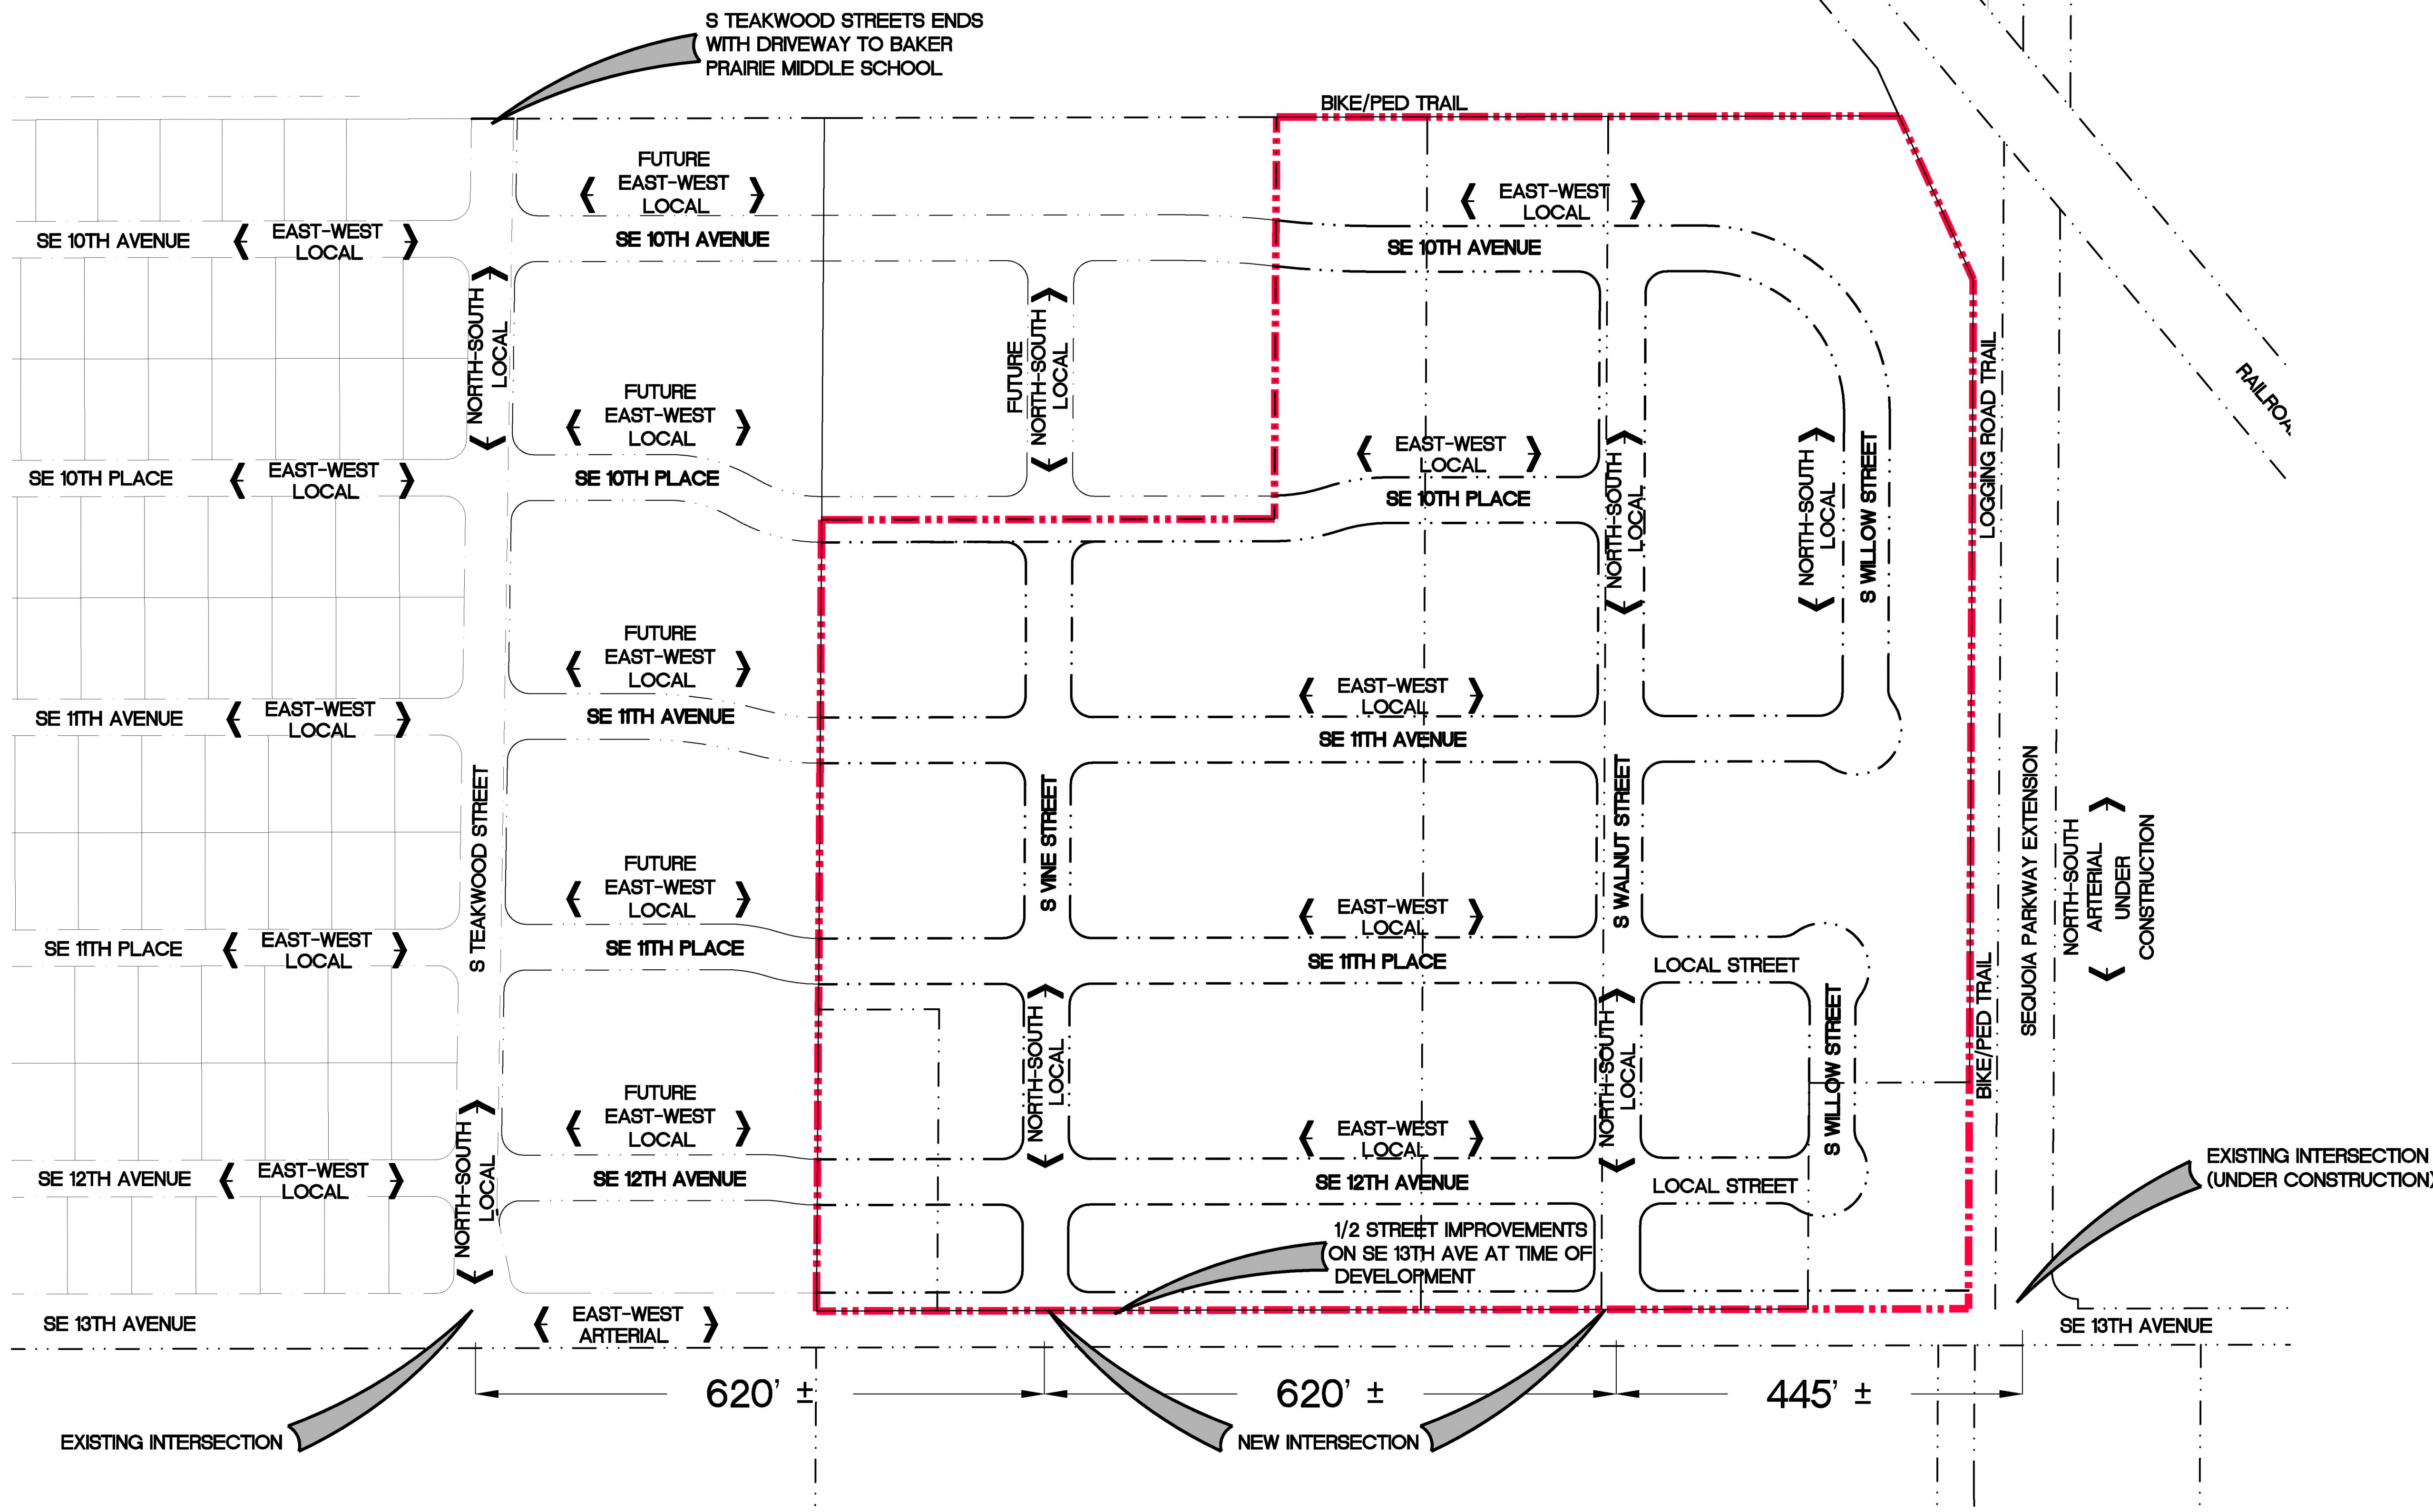 S TEAKWOOD STREETS ENDS
WITH DRIVEWAY TO BAKER
PRAIRIE MIDDLE SCHOOL
BIKE/PED TRAIL
FUTURE
EAST-WEST
LOCAL
EAST-WEST
LOCAL
SE 10TH AVENUE
EAST-WEST
LOCAL
SE 10TH AVENUE
SE 10TH AVENUE
NORTH-SOUTH
LOCAL
FUTURE
NORTH-SOUTH
LOCAL
FUTURE
EAST-WEST
LOCAL
EAST-WEST
LOCAL
SE 10TH PLACE
EAST-WEST
LOCAL
SE 10TH PLACE
SE 10TH PLACE
NORTH-SOUTH
LOCAL
NORTH-SOUTH
LOCAL
S WILLOW STREET
LOGGING ROAD TRAIL
FUTURE
EAST-WEST
LOCAL
EAST-WEST
LOCAL
SE 11TH AVENUE
EAST-WEST
LOCAL
SE 11TH AVENUE
SE 11TH AVENUE
S TEAKWOOD STREET
S VINE STREET
S WALNUT STREET
SEQUOIA PARKWAY EXTENSION
NORTH-SOUTH
ARTERIAL
UNDER
CONSTRUCTION
FUTURE
EAST-WEST
LOCAL
EAST-WEST
LOCAL
SE 11TH PLACE
EAST-WEST
LOCAL
SE 11TH PLACE
SE 11TH PLACE
LOCAL STREET
NORTH-SOUTH
LOCAL
NORTH-SOUTH
LOCAL
S WILLOW STREET
BIKE/PED TRAIL
FUTURE
EAST-WEST
LOCAL
EAST-WEST
LOCAL
SE 12TH AVENUE
EAST-WEST
LOCAL
NORTH-SOUTH
LOCAL
SE 12TH AVENUE
SE 12TH AVENUE
LOCAL STREET
EXISTING INTERSECTION
(UNDER CONSTRUCTION)
1/2 STREET IMPROVEMENTS
ON SE 13TH AVE AT TIME OF
DEVELOPMENT
SE 13TH AVENUE
EAST-WEST
ARTERIAL
SE 13TH AVENUE
620' ±
620' ±
445' ±
EXISTING INTERSECTION
NEW INTERSECTION